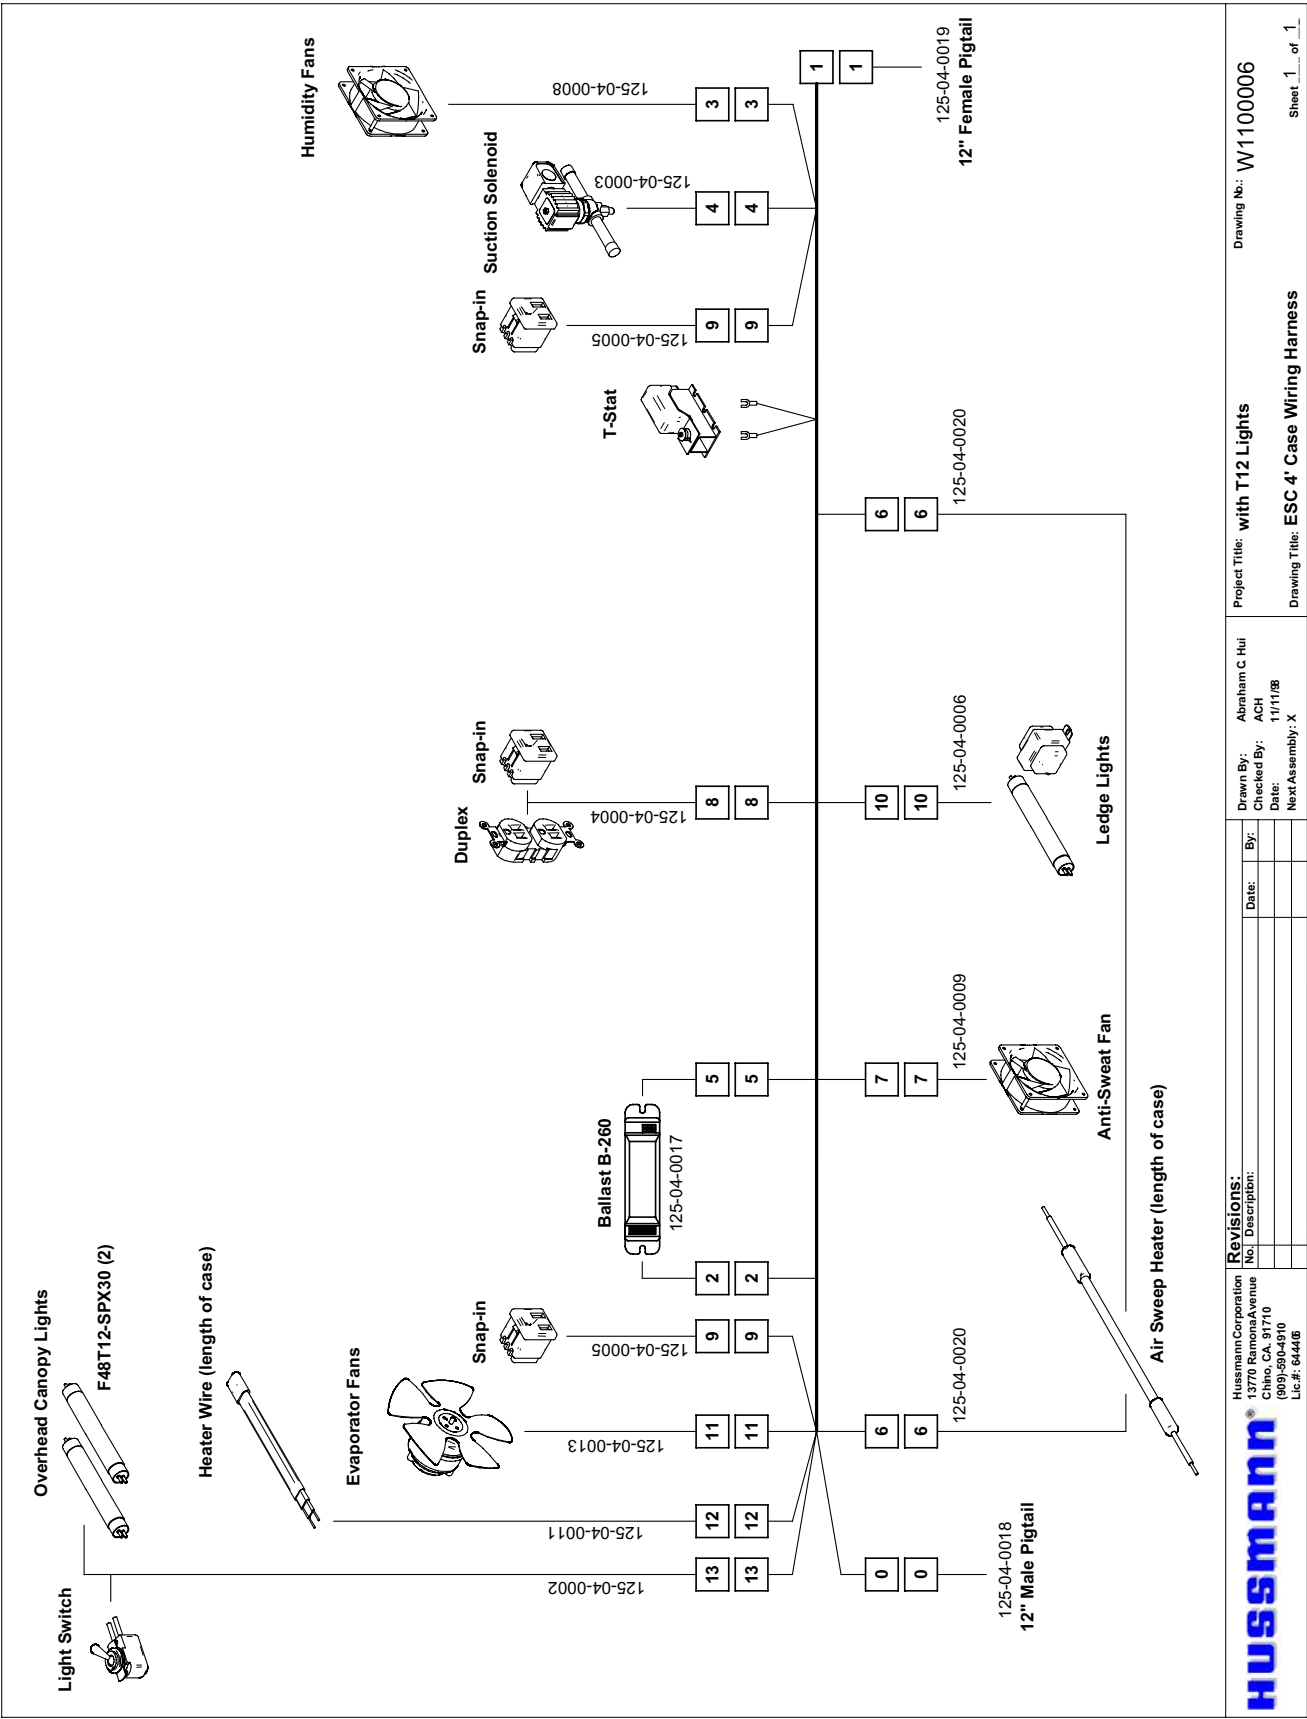 Light Switch
Overhead Canopy Lights
F48T12-SPX30 (2)
Heater Wire (length of case)
Evaporator Fans
Snap-in
Ballast B-260
125-04-0017
Duplex
Snap-in
T-Stat
Snap-in
Suction Solenoid
Humidity Fans
125-04-0002
125-04-0011
125-04-0013
125-04-0005
125-04-0004
125-04-0005
125-04-0003
125-04-0008
13
12
11
9
2
5
8
9
4
3
13
12
11
9
2
5
8
9
4
3
1
1
125-04-0019
12" Female Pigtail
0
6
7
10
6
0
6
7
10
6
125-04-0018
12" Male Pigtail
125-04-0020
125-04-0009
125-04-0006
125-04-0020
Anti-Sweat Fan
Ledge Lights
Air Sweep Heater (length of case)
HUSSMANN®
Hussmann Corporation
13770 Ramona Avenue
Chino, CA. 91710
(909)-590-4910
Revisions:
No. Description: Date: By:
Drawn By: Abraham C. Hui
Checked By: ACH
Date: 11/11/98
Next Assembly: X
Project Title: with T12 Lights
Drawing Title: ESC 4' Case Wiring Harness
Drawing No.: W1100006
Sheet 1 of 1